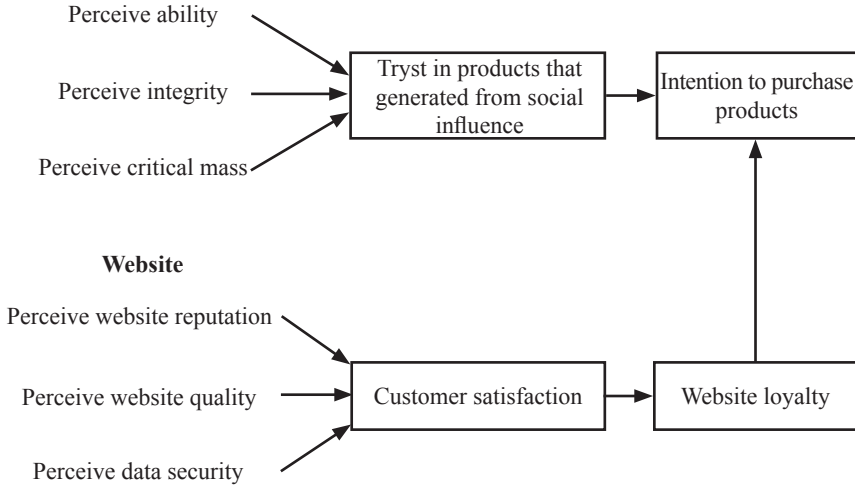 Perceive ability
Perceive integrity
Perceive critical mass
Tryst in products that
generated from social
influence
Intention to purchase
products
Website
Perceive website reputation
Perceive website quality
Perceive data security
Customer satisfaction
Website loyalty